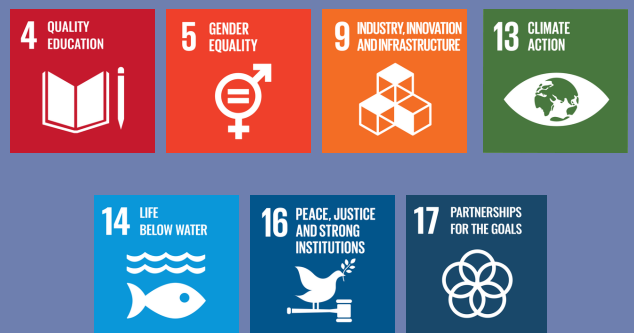 4 QUALITY
EDUCATION
5 GENDER
EQUALITY
9 INDUSTRY, INNOVATION
AND INFRASTRUCTURE
13 CLIMATE
ACTION
14 LIFE
BELOW WATER
16 PEACE, JUSTICE
AND STRONG
INSTITUTIONS
17 PARTNERSHIPS
FOR THE GOALS